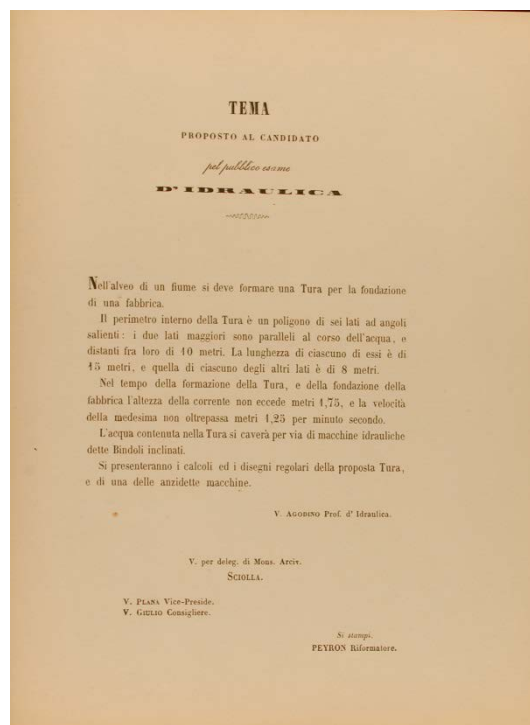 TEMA
PROPOSTO AL CANDIDATO
pel pubblico esame
D'IDRAULICA
Nell'alveo di un fiume si deve formare una Tura per la fondazione
di una fabbrica.
Il perimetro interno della Tura è un poligono di sei lati ad angoli
salienti: i due lati maggiori sono paralleli al corso dell'acqua, e
distanti fra loro di 10 metri. La lunghezza di ciascuno di essi è di
15 metri, e quella di ciascuno degli altri lati è di 8 metri.
Nel tempo della formazione della Tura, e della fondazione della
fabbrica l'altezza della corrente non eccede metri 1,75, e la velocità
della medesima non oltrepassa metri 1,25 per minuto secondo.
L'acqua contenuta nella Tura si caverà per via di macchine idrauliche
dette Bindoli inclinati.
Si presenteranno i calcoli ed i disegni regolari della proposta Tura,
e di una delle anzidette macchine.
V. AGODINO Prof. d' Idraulica.
V. per deleg. di Mons. Arciv.
SCIOLLA.
V. PLANA Vice-Preside.
V. GIULIO Consigliere.
Si stampi.
PEYRON Riformatore.